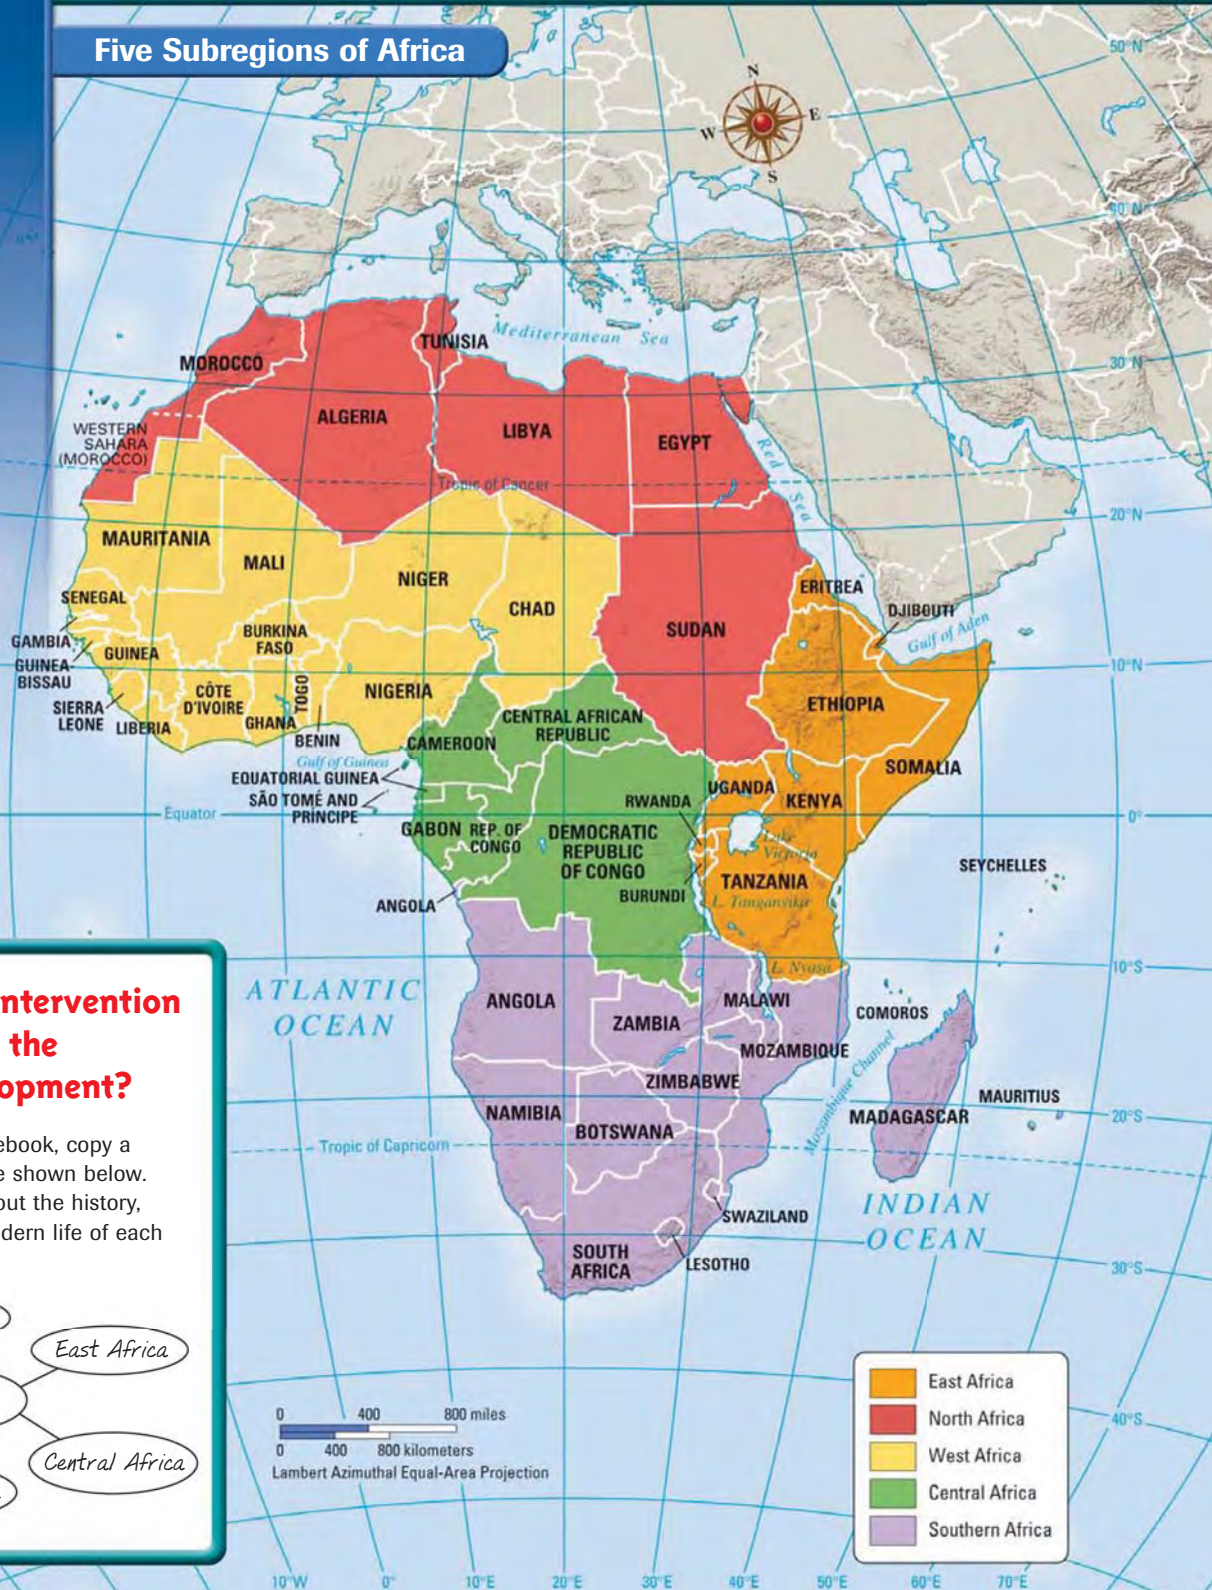 Five Subregions of Africa
N
W
E
S
50°N
40°N
30°N
20°N
10°N
0°
10°S
20°S
30°S
40°S
Mediterranean Sea
MOROCCO
TUNISIA
ALGERIA
LIBYA
EGYPT
WESTERN
SAHARA
(MOROCCO)
Tropic of Cancer
Red Sea
MAURITANIA
MALI
NIGER
CHAD
SUDAN
ERITREA
DJIBOUTI
Gulf of Aden
SENEGAL
GAMBIA
GUINEA-
BISSAU
GUINEA
BURKINA
FASO
SIERRA
LEONE
LIBERIA
CÔTE
D'IVOIRE
GHANA
TOGO
BENIN
NIGERIA
CENTRAL AFRICAN
REPUBLIC
CAMEROON
ETHIOPIA
SOMALIA
Gulf of Guinea
EQUATORIAL GUINEA
SÃO TOMÉ AND
PRÍNCIPE
Equator
GABON
REP. OF
CONGO
DEMOCRATIC
REPUBLIC
OF CONGO
UGANDA
KENYA
RWANDA
Lake
Victoria
BURUNDI
TANZANIA
L. Tanganyika
SEYCHELLES
ANGOLA
L. Nyasa
ATLANTIC
OCEAN
ANGOLA
ZAMBIA
MALAWI
COMOROS
MOZAMBIQUE
Mozambique Channel
ZIMBABWE
NAMIBIA
BOTSWANA
MADAGASCAR
MAURITIUS
Tropic of Capricorn
SWAZILAND
LESOTHO
SOUTH
AFRICA
INDIAN
OCEAN
ntervention
the
opment?
ebook, copy a
e shown below.
out the history,
dern life of each
East Africa
Central Africa
0 400 800 miles
0 400 800 kilometers
Lambert Azimuthal Equal-Area Projection
East Africa
North Africa
West Africa
Central Africa
Southern Africa
10°W 0° 10°E 20°E 30°E 40°E 50°E 60°E 70°E